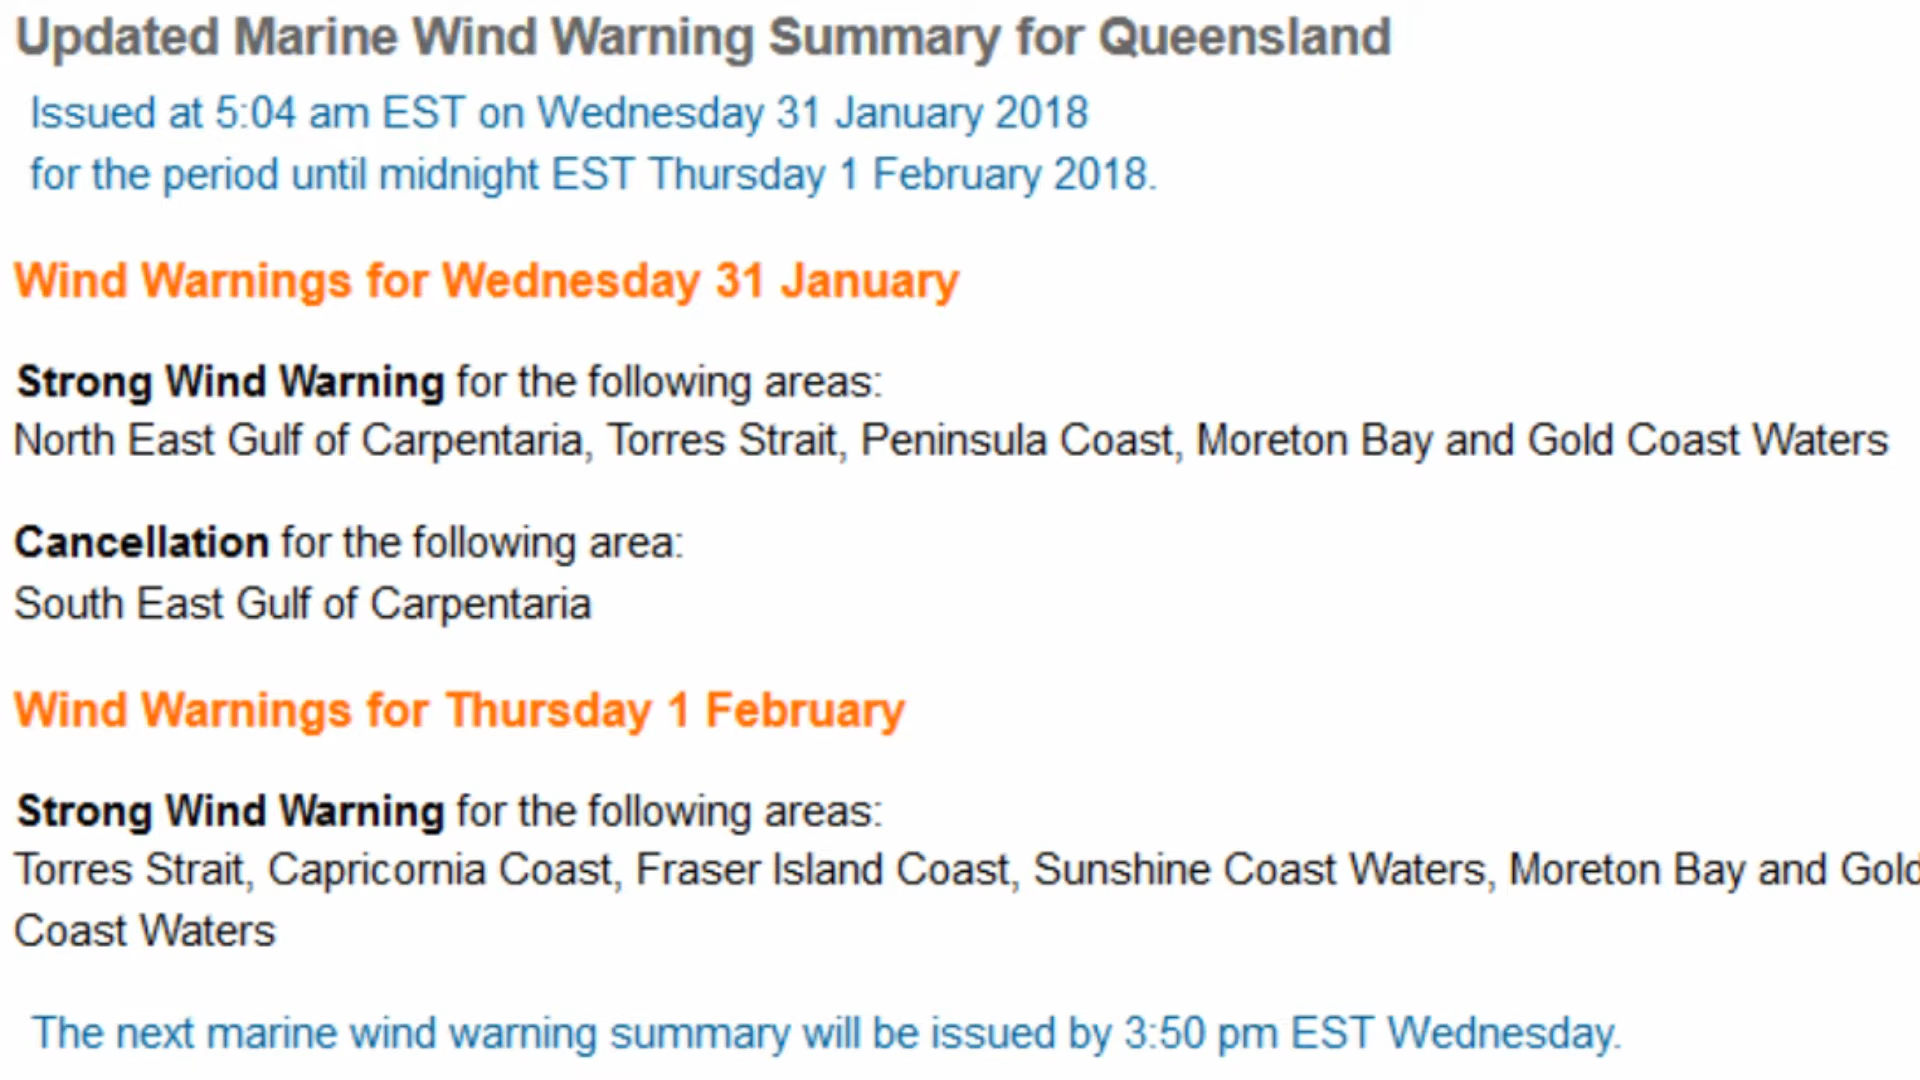 Updated Marine Wind Warning Summary for Queensland
Issued at 5:04 am EST on Wednesday 31 January 2018
for the period until midnight EST Thursday 1 February 2018.
Wind Warnings for Wednesday 31 January
Strong Wind Warning for the following areas:
North East Gulf of Carpentaria, Torres Strait, Peninsula Coast, Moreton Bay and Gold Coast Waters
Cancellation for the following area:
South East Gulf of Carpentaria
Wind Warnings for Thursday 1 February
Strong Wind Warning for the following areas:
Torres Strait, Capricornia Coast, Fraser Island Coast, Sunshine Coast Waters, Moreton Bay and Gold
Coast Waters
The next marine wind warning summary will be issued by 3:50 pm EST Wednesday.